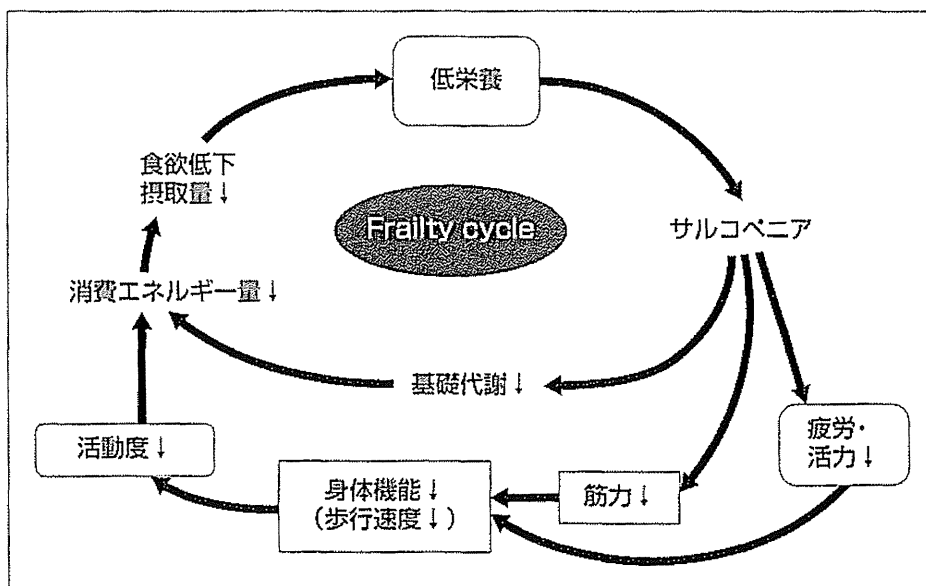 低栄養
食欲低下
摂取量↓
Frailty cycle
サルコペニア
消費エネルギー量↓
基礎代謝↓
疲労・
活力↓
活動度↓
身体機能↓
(歩行速度↓)
筋力↓